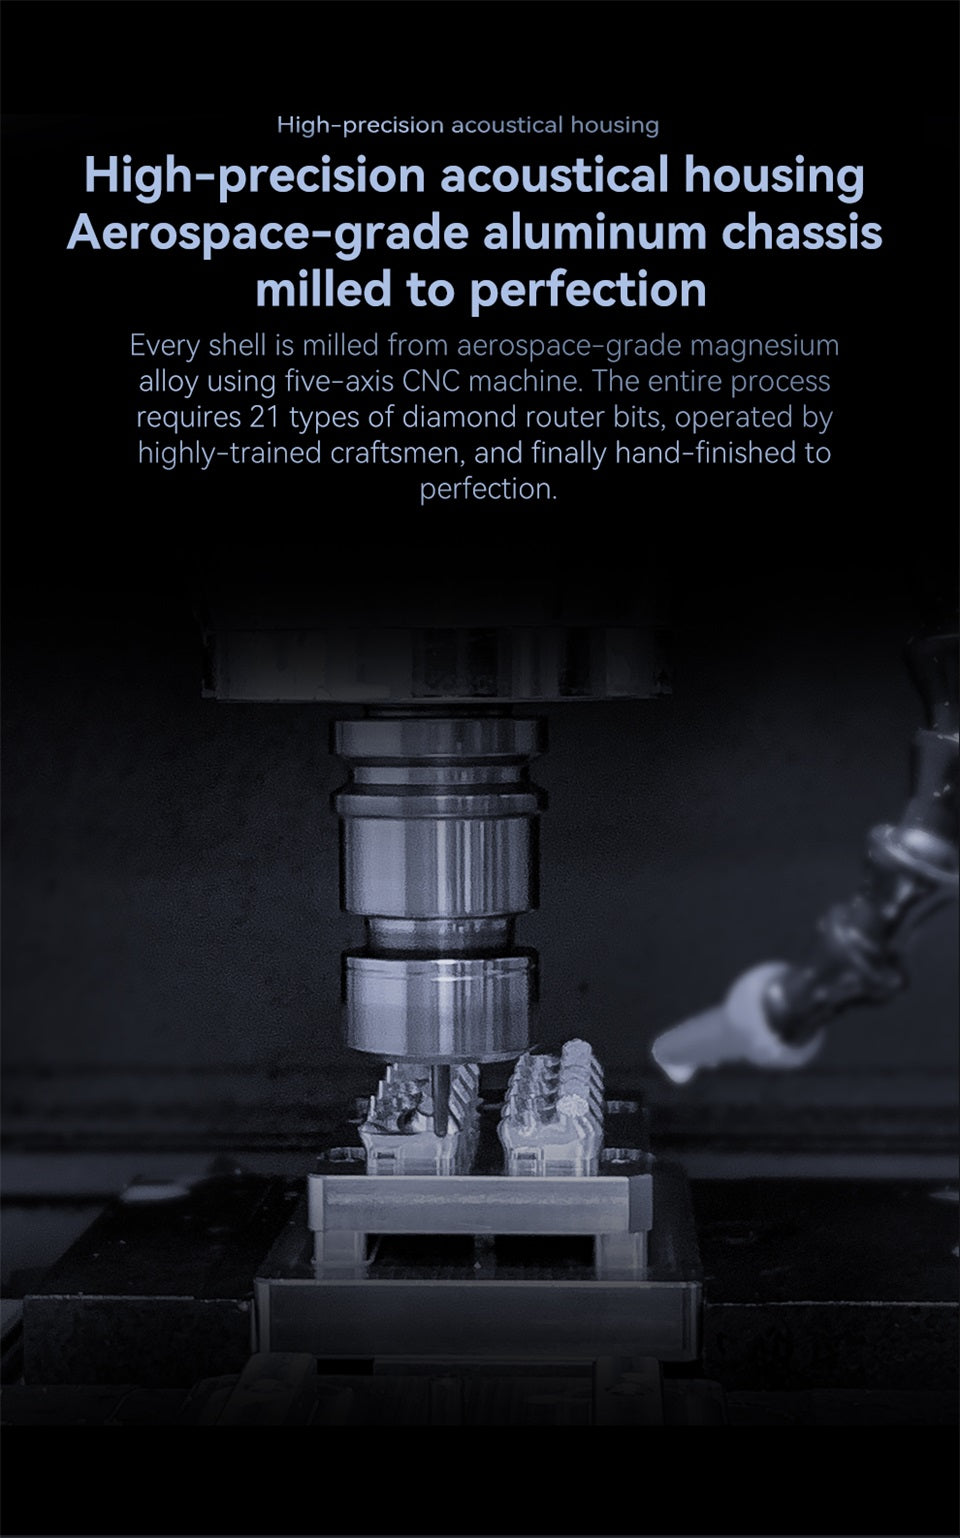 High-precision acoustical housing
High-precision acoustical housing
Aerospace-grade aluminum chassis
milled to perfection
Every shell is milled from aerospace-grade magnesium
alloy using five-axis CNC machine. The entire process
requires 21 types of diamond router bits, operated by
highly-trained craftsmen, and finally hand-finished to
perfection.